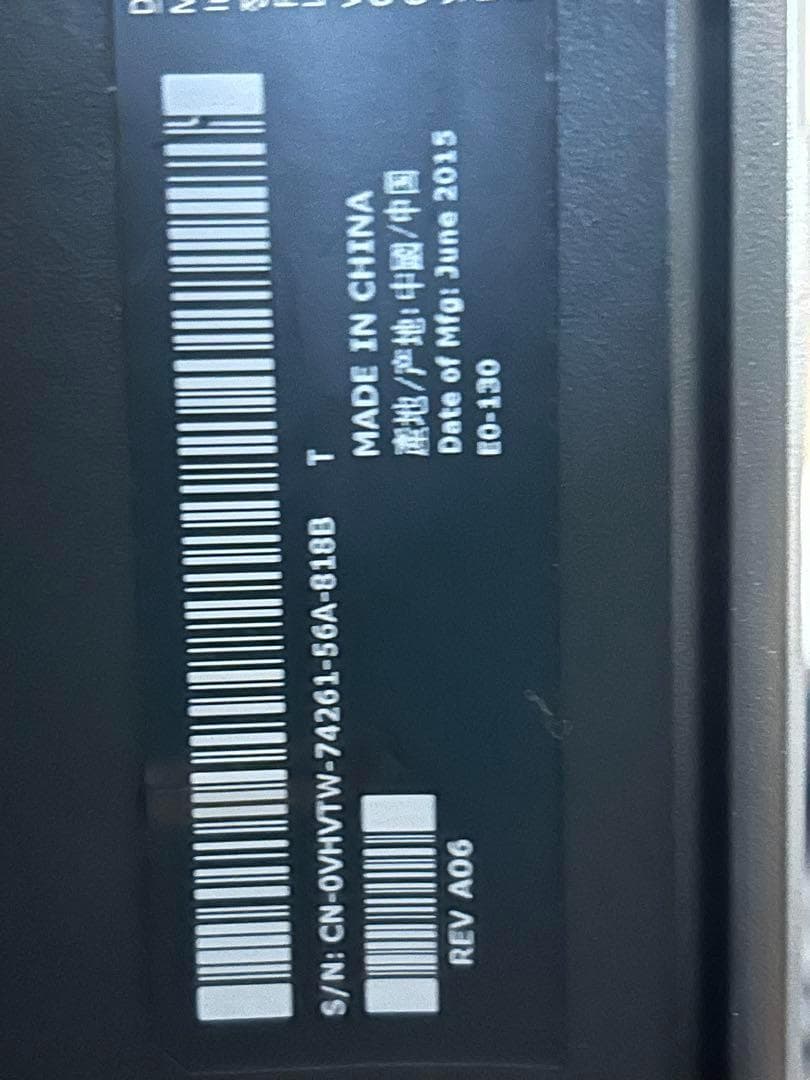 S/N: CN-0VHVTW-74261-56A-818B T
MADE IN CHINA
產地/产地: 中國/中国
Date of Mfg: June 2015
EO-130
REV A06